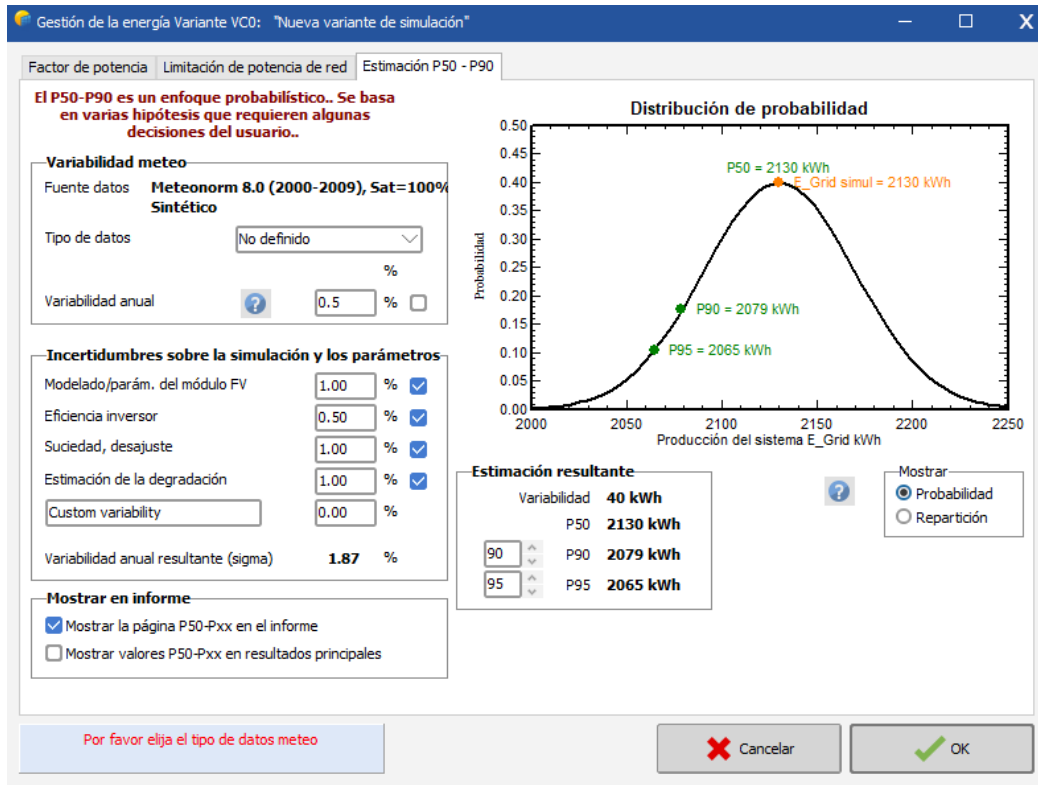 Gestión de la energía Variante VC0: "Nueva variante de simulación"
Factor de potencia
Limitación de potencia de red
Estimación P50 - P90
El P50-P90 es un enfoque probabilístico.. Se basa
en varias hipótesis que requieren algunas
decisiones del usuario..
Variabilidad meteo
Fuente datos Meteonorm 8.0 (2000-2009), Sat=100%
Sintético
Tipo de datos No definido
%
Variabilidad anual ? 0.5 %
Incertidumbres sobre la simulación y los parámetros
Modelado/parám. del módulo FV 1.00 %
Eficiencia inversor 0.50 %
Suciedad, desajuste 1.00 %
Estimación de la degradación 1.00 %
Custom variability 0.00 %
Variabilidad anual resultante (sigma) 1.87 %
Mostrar en informe
Mostrar la página P50-Pxx en el informe
Mostrar valores P50-Pxx en resultados principales
Distribución de probabilidad
Probabilidad
0.50
0.45
0.40
0.35
0.30
0.25
0.20
0.15
0.10
0.05
0.00
P50 = 2130 kWh
E_Grid simul = 2130 kWh
P90 = 2079 kWh
P95 = 2065 kWh
2000 2050 2100 2150 2200 2250
Producción del sistema E_Grid kWh
Estimación resultante
Variabilidad 40 kWh
P50 2130 kWh
90 P90 2079 kWh
95 P95 2065 kWh
?
Mostrar
Probabilidad
Repartición
Por favor elija el tipo de datos meteo
Cancelar
OK